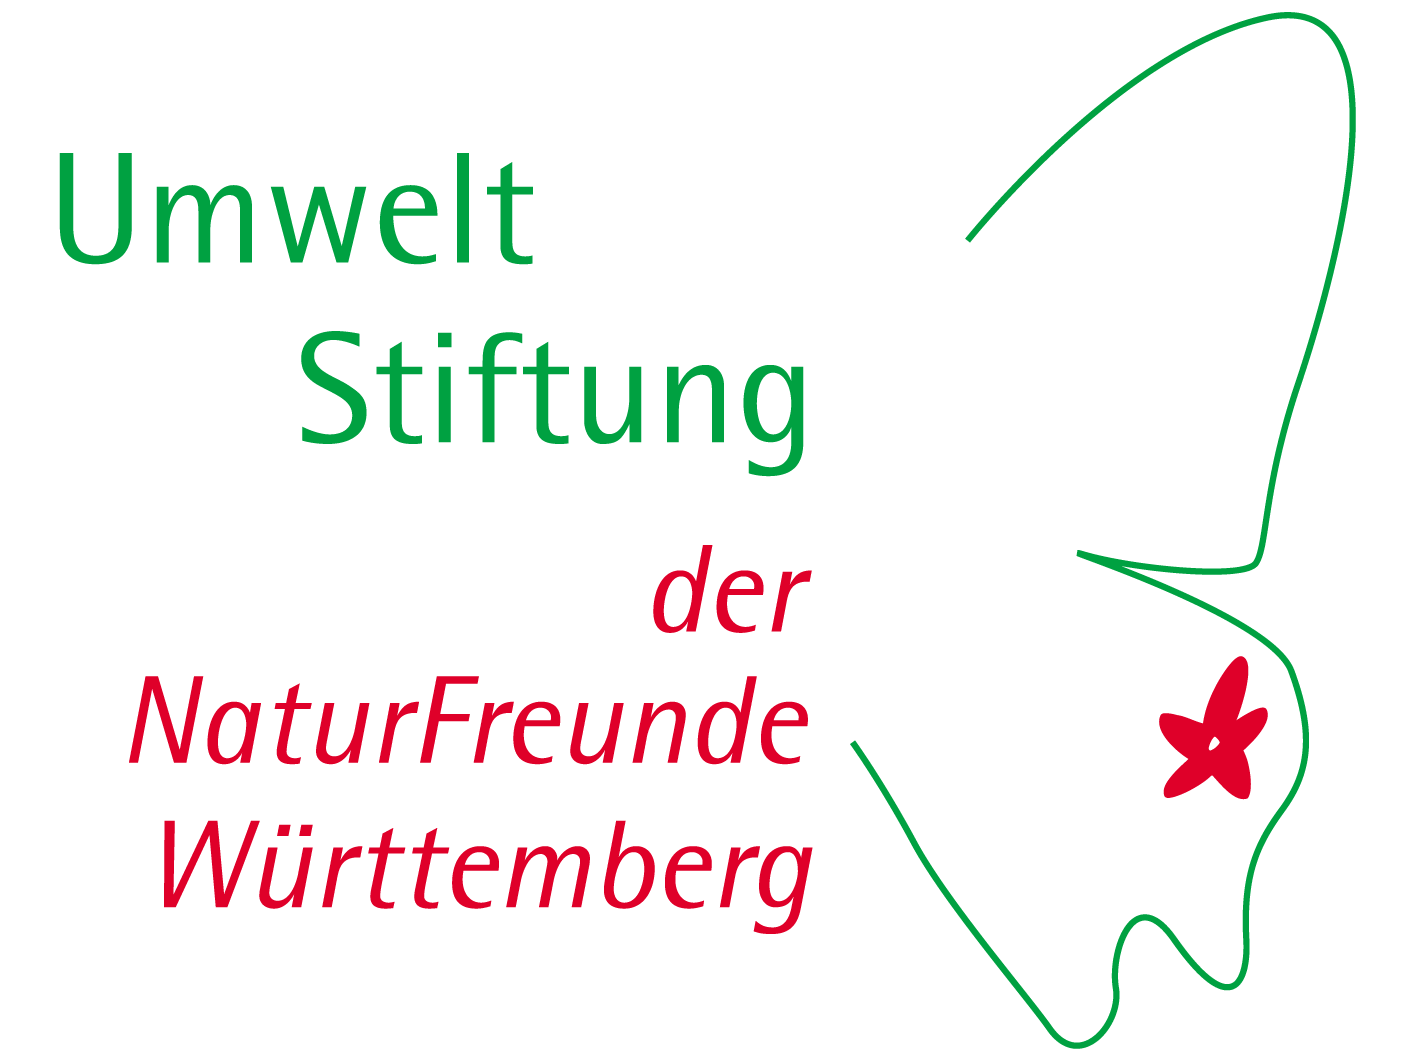 Umwelt
Stiftung
der
NaturFreunde
Württemberg